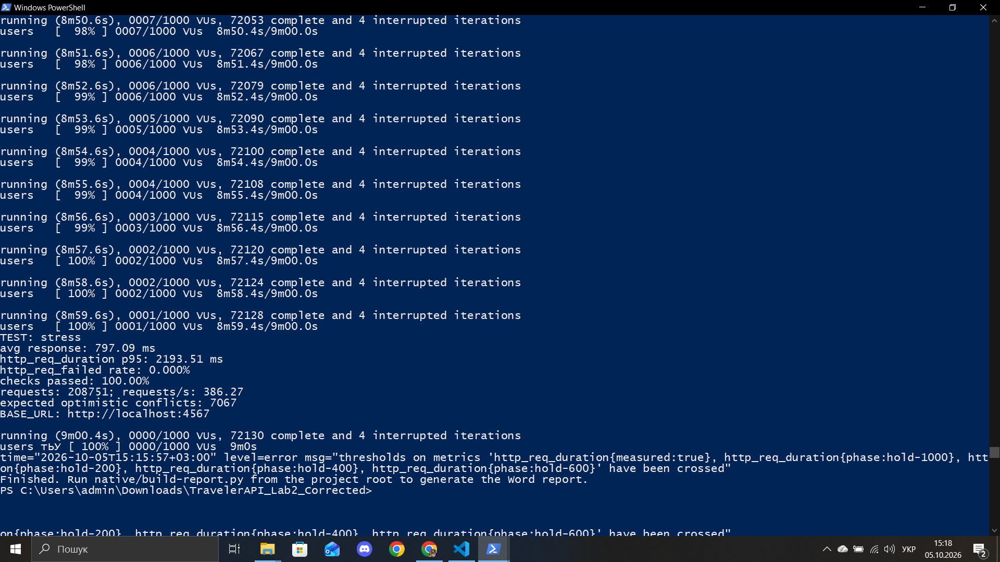 Windows PowerShell
running (8m50.6s), 0007/1000 VUs, 72053 complete and 4 interrupted iterations
users   [  98% ] 0007/1000 VUs  8m50.4s/9m00.0s
running (8m51.6s), 0006/1000 VUs, 72067 complete and 4 interrupted iterations
users   [  98% ] 0006/1000 VUs  8m51.4s/9m00.0s
running (8m52.6s), 0006/1000 VUs, 72079 complete and 4 interrupted iterations
users   [  99% ] 0006/1000 VUs  8m52.4s/9m00.0s
running (8m53.6s), 0005/1000 VUs, 72090 complete and 4 interrupted iterations
users   [  99% ] 0005/1000 VUs  8m53.4s/9m00.0s
running (8m54.6s), 0004/1000 VUs, 72100 complete and 4 interrupted iterations
users   [  99% ] 0004/1000 VUs  8m54.4s/9m00.0s
running (8m55.6s), 0004/1000 VUs, 72108 complete and 4 interrupted iterations
users   [  99% ] 0004/1000 VUs  8m55.4s/9m00.0s
running (8m56.6s), 0003/1000 VUs, 72115 complete and 4 interrupted iterations
users   [  99% ] 0003/1000 VUs  8m56.4s/9m00.0s
running (8m57.6s), 0002/1000 VUs, 72120 complete and 4 interrupted iterations
users   [ 100% ] 0002/1000 VUs  8m57.4s/9m00.0s
running (8m58.6s), 0002/1000 VUs, 72124 complete and 4 interrupted iterations
users   [ 100% ] 0002/1000 VUs  8m58.4s/9m00.0s
running (8m59.6s), 0001/1000 VUs, 72128 complete and 4 interrupted iterations
users   [ 100% ] 0001/1000 VUs  8m59.4s/9m00.0s
TEST: stress
avg response: 797.09 ms
http_req_duration p95: 2193.51 ms
http_req_failed rate: 0.000%
checks passed: 100.00%
requests: 208751; requests/s: 386.27
expected optimistic conflicts: 7067
BASE_URL: http://localhost:4567
running (9m00.4s), 0000/1000 VUs, 72130 complete and 4 interrupted iterations
users тЬУ [ 100% ] 0000/1000 VUs  9m0s
time="2026-10-05T15:15:57+03:00" level=error msg="thresholds on metrics 'http_req_duration{measured:true}, http_req_duration{phase:hold-1000}, htt
on{phase:hold-200}, http_req_duration{phase:hold-400}, http_req_duration{phase:hold-600}' have been crossed"
Finished. Run native/build-report.py from the project root to generate the Word report.
PS C:\Users\admin\Downloads\TravelerAPI_Lab2_Corrected>
on{phase:hold-200}, http_req_duration{phase:hold-400}, http_req_duration{phase:hold-600}' have been crossed"
Пошук
УКР
15:18
05.10.2026
2